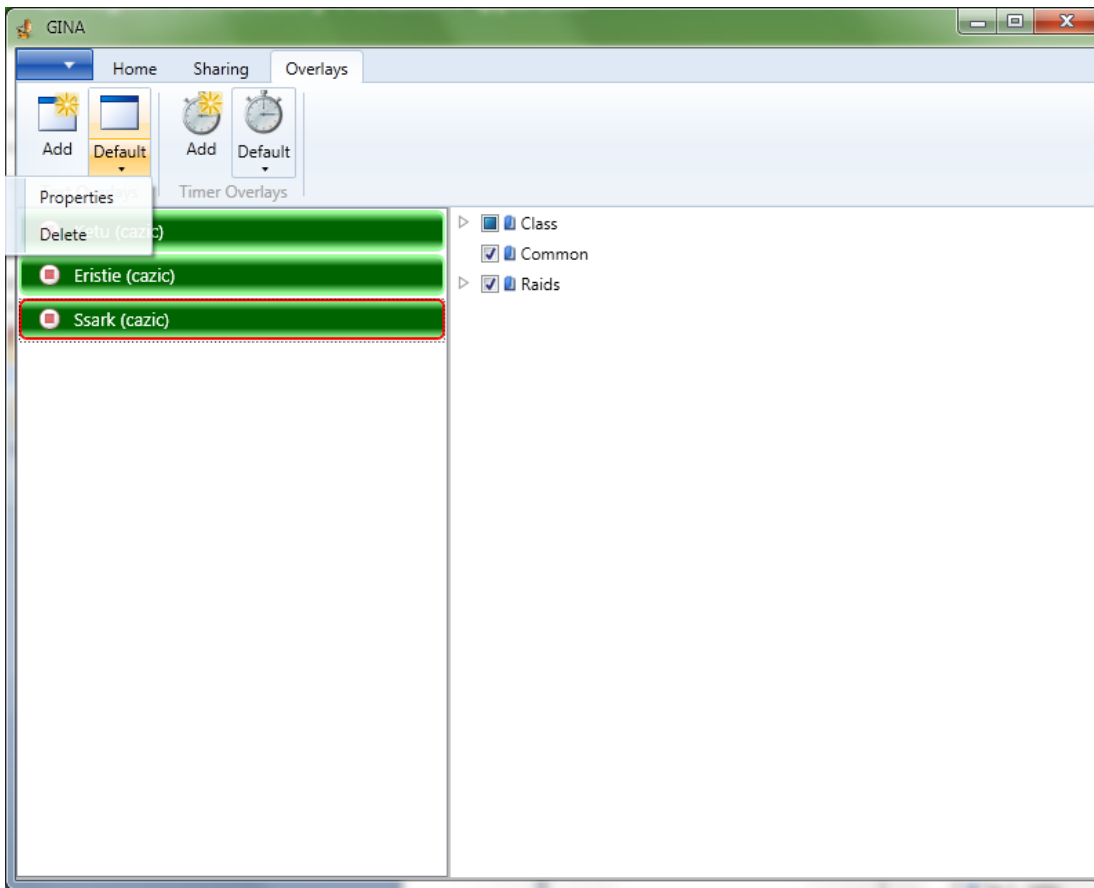 GINA
Home Sharing Overlays
Add Default Add Default
Timer Overlays
Properties
Delete
(cazic)
Eristie (cazic)
Ssark (cazic)
Class
Common
Raids